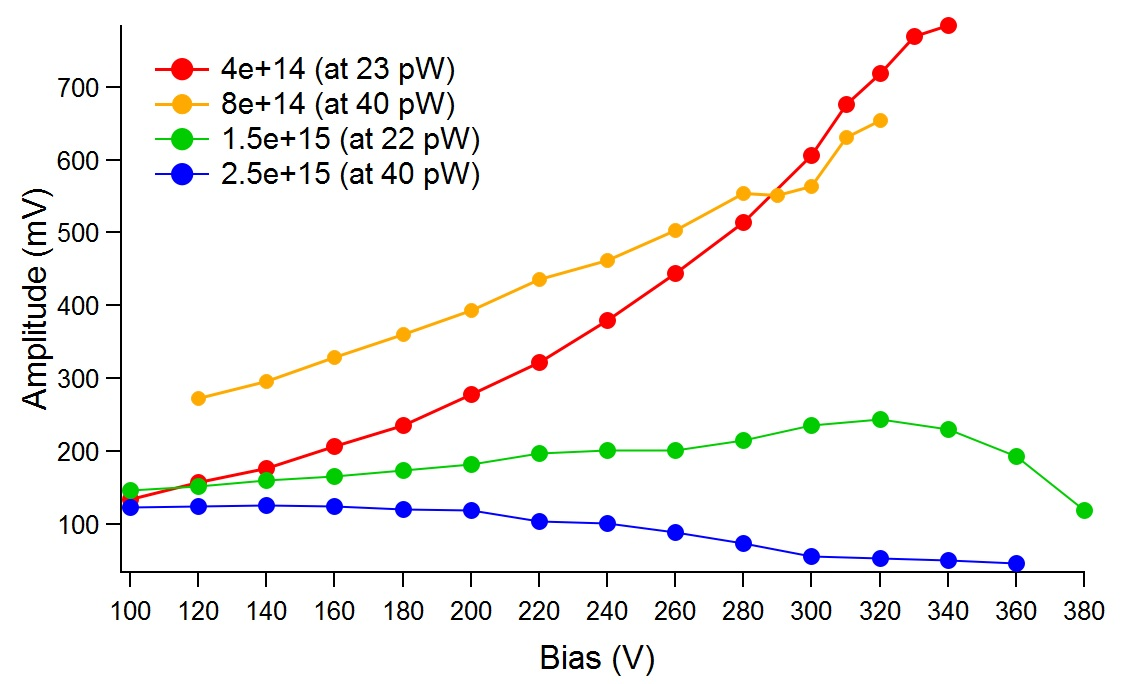 4e+14 (at 23 pW)
8e+14 (at 40 pW)
1.5e+15 (at 22 pW)
2.5e+15 (at 40 pW)
Amplitude (mV)
700
600
500
400
300
200
100
100 120 140 160 180 200 220 240 260 280 300 320 340 360 380
Bias (V)